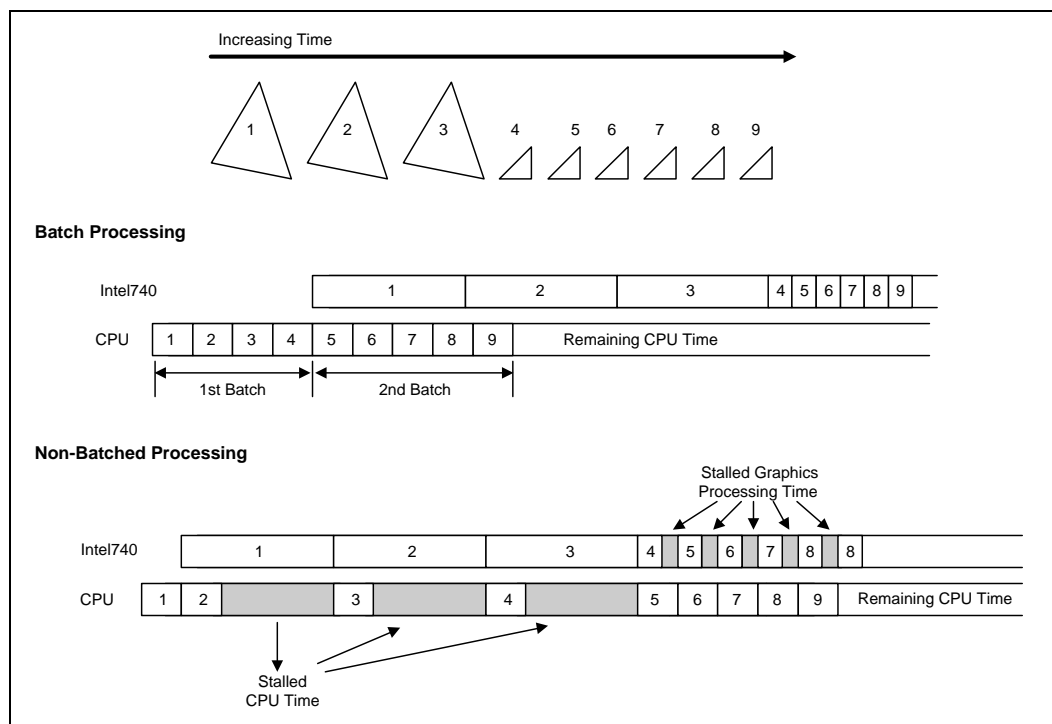 Increasing Time
1 2 3 4 5 6 7 8 9
Batch Processing
Intel740 1 2 3 4 5 6 7 8 9
CPU 1 2 3 4 5 6 7 8 9 Remaining CPU Time
1st Batch 2nd Batch
Non-Batched Processing
Stalled Graphics
Processing Time
Intel740 1 2 3 4 5 6 7 8 8
CPU 1 2 3 4 5 6 7 8 9 Remaining CPU Time
Stalled
CPU Time